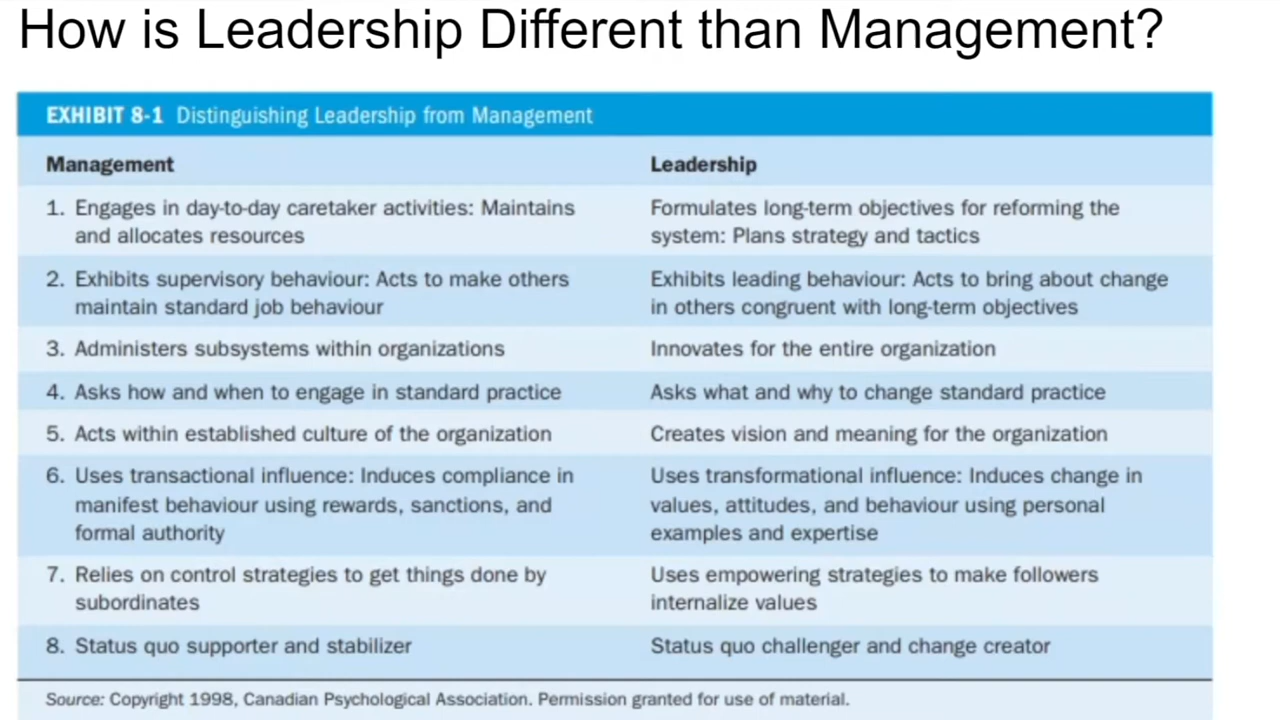 How is Leadership Different than Management?
EXHIBIT 8-1 Distinguishing Leadership from Management
Management Leadership
1. Engages in day-to-day caretaker activities: Maintains
and allocates resources
Formulates long-term objectives for reforming the
system: Plans strategy and tactics
2. Exhibits supervisory behaviour: Acts to make others
maintain standard job behaviour
Exhibits leading behaviour: Acts to bring about change
in others congruent with long-term objectives
3. Administers subsystems within organizations
Innovates for the entire organization
4. Asks how and when to engage in standard practice
Asks what and why to change standard practice
5. Acts within established culture of the organization
Creates vision and meaning for the organization
6. Uses transactional influence: Induces compliance in
manifest behaviour using rewards, sanctions, and
formal authority
Uses transformational influence: Induces change in
values, attitudes, and behaviour using personal
examples and expertise
7. Relies on control strategies to get things done by
subordinates
Uses empowering strategies to make followers
internalize values
8. Status quo supporter and stabilizer
Status quo challenger and change creator
Source: Copyright 1998, Canadian Psychological Association. Permission granted for use of material.